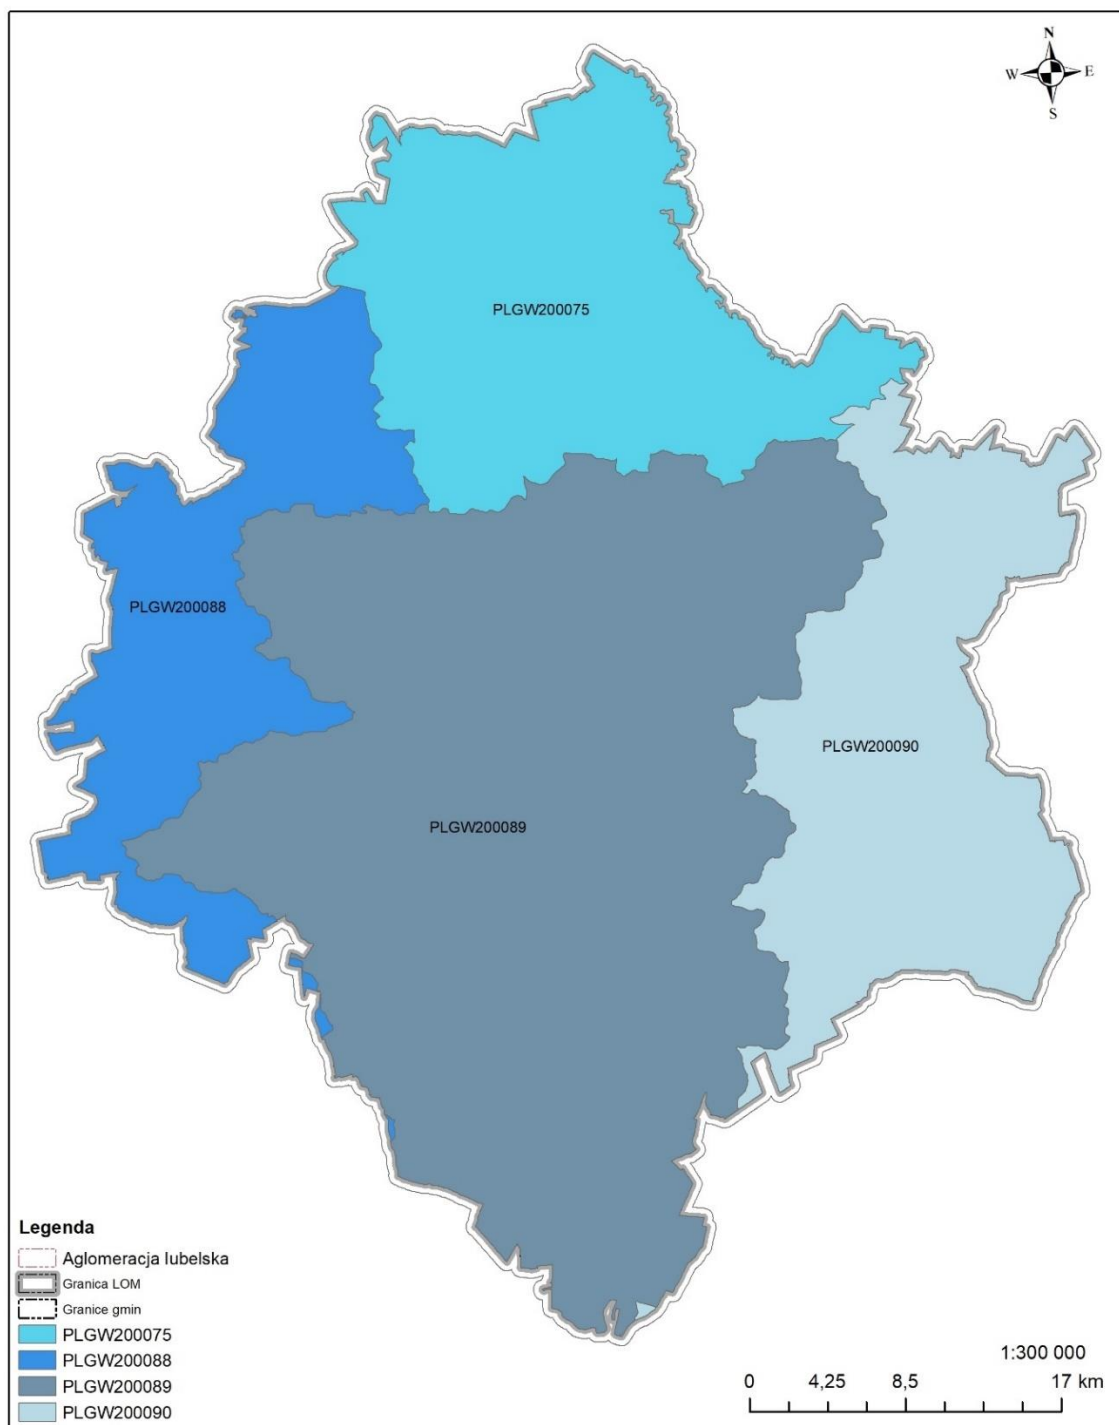 N
W E
S
PLGW200075
PLGW200088
PLGW200090
PLGW200089
Legenda
Aglomeracja lubelska
Granica LOM
Granice gmin
PLGW200075
PLGW200088
PLGW200089
PLGW200090
1:300 000
0 4,25 8,5 17 km